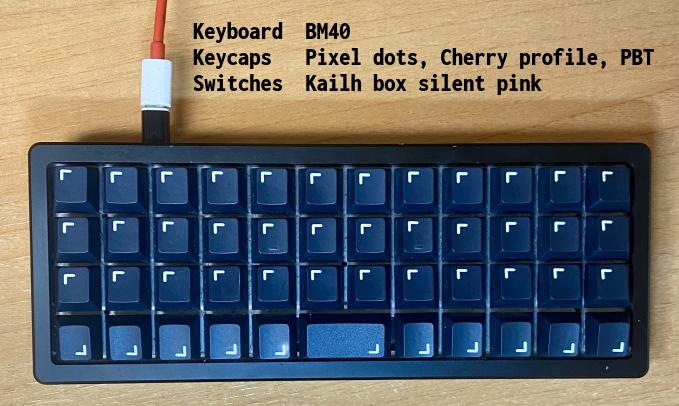 Keyboard BM40
Keycaps Pixel dots, Cherry profile, PBT
Switches Kailh box silent pink